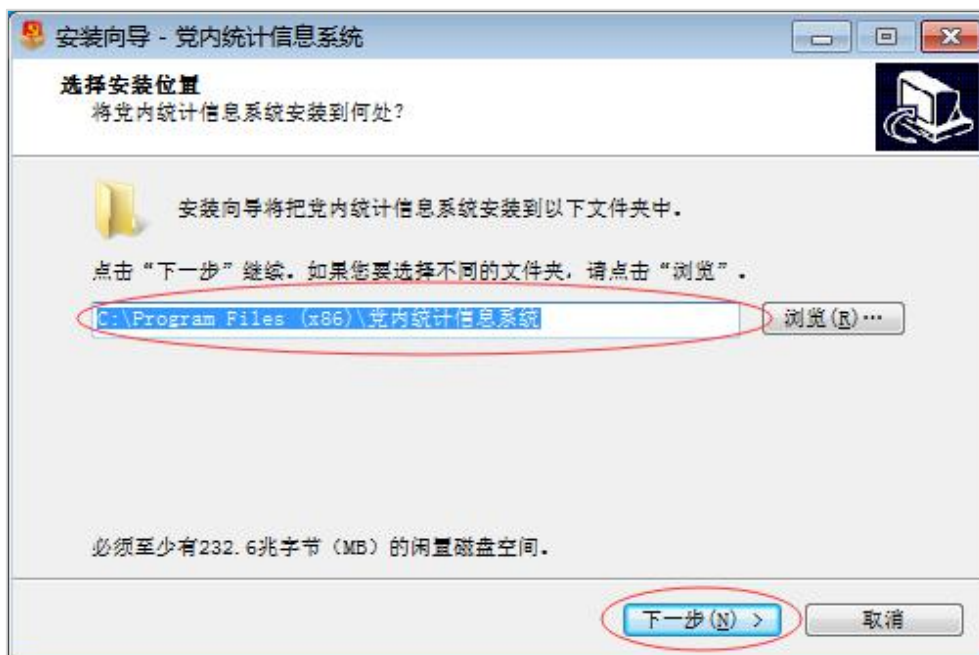 安装向导 - 党内统计信息系统
选择安装位置
将党内统计信息系统安装到何处？
安装向导将把党内统计信息系统安装到以下文件夹中。
点击“下一步”继续。如果您要选择不同的文件夹，请点击“浏览”。
C:\Program Files (x86)\党内统计信息系统 浏览(R)…
必须至少有232.6兆字节（MB）的闲置磁盘空间。
下一步(N) > 取消